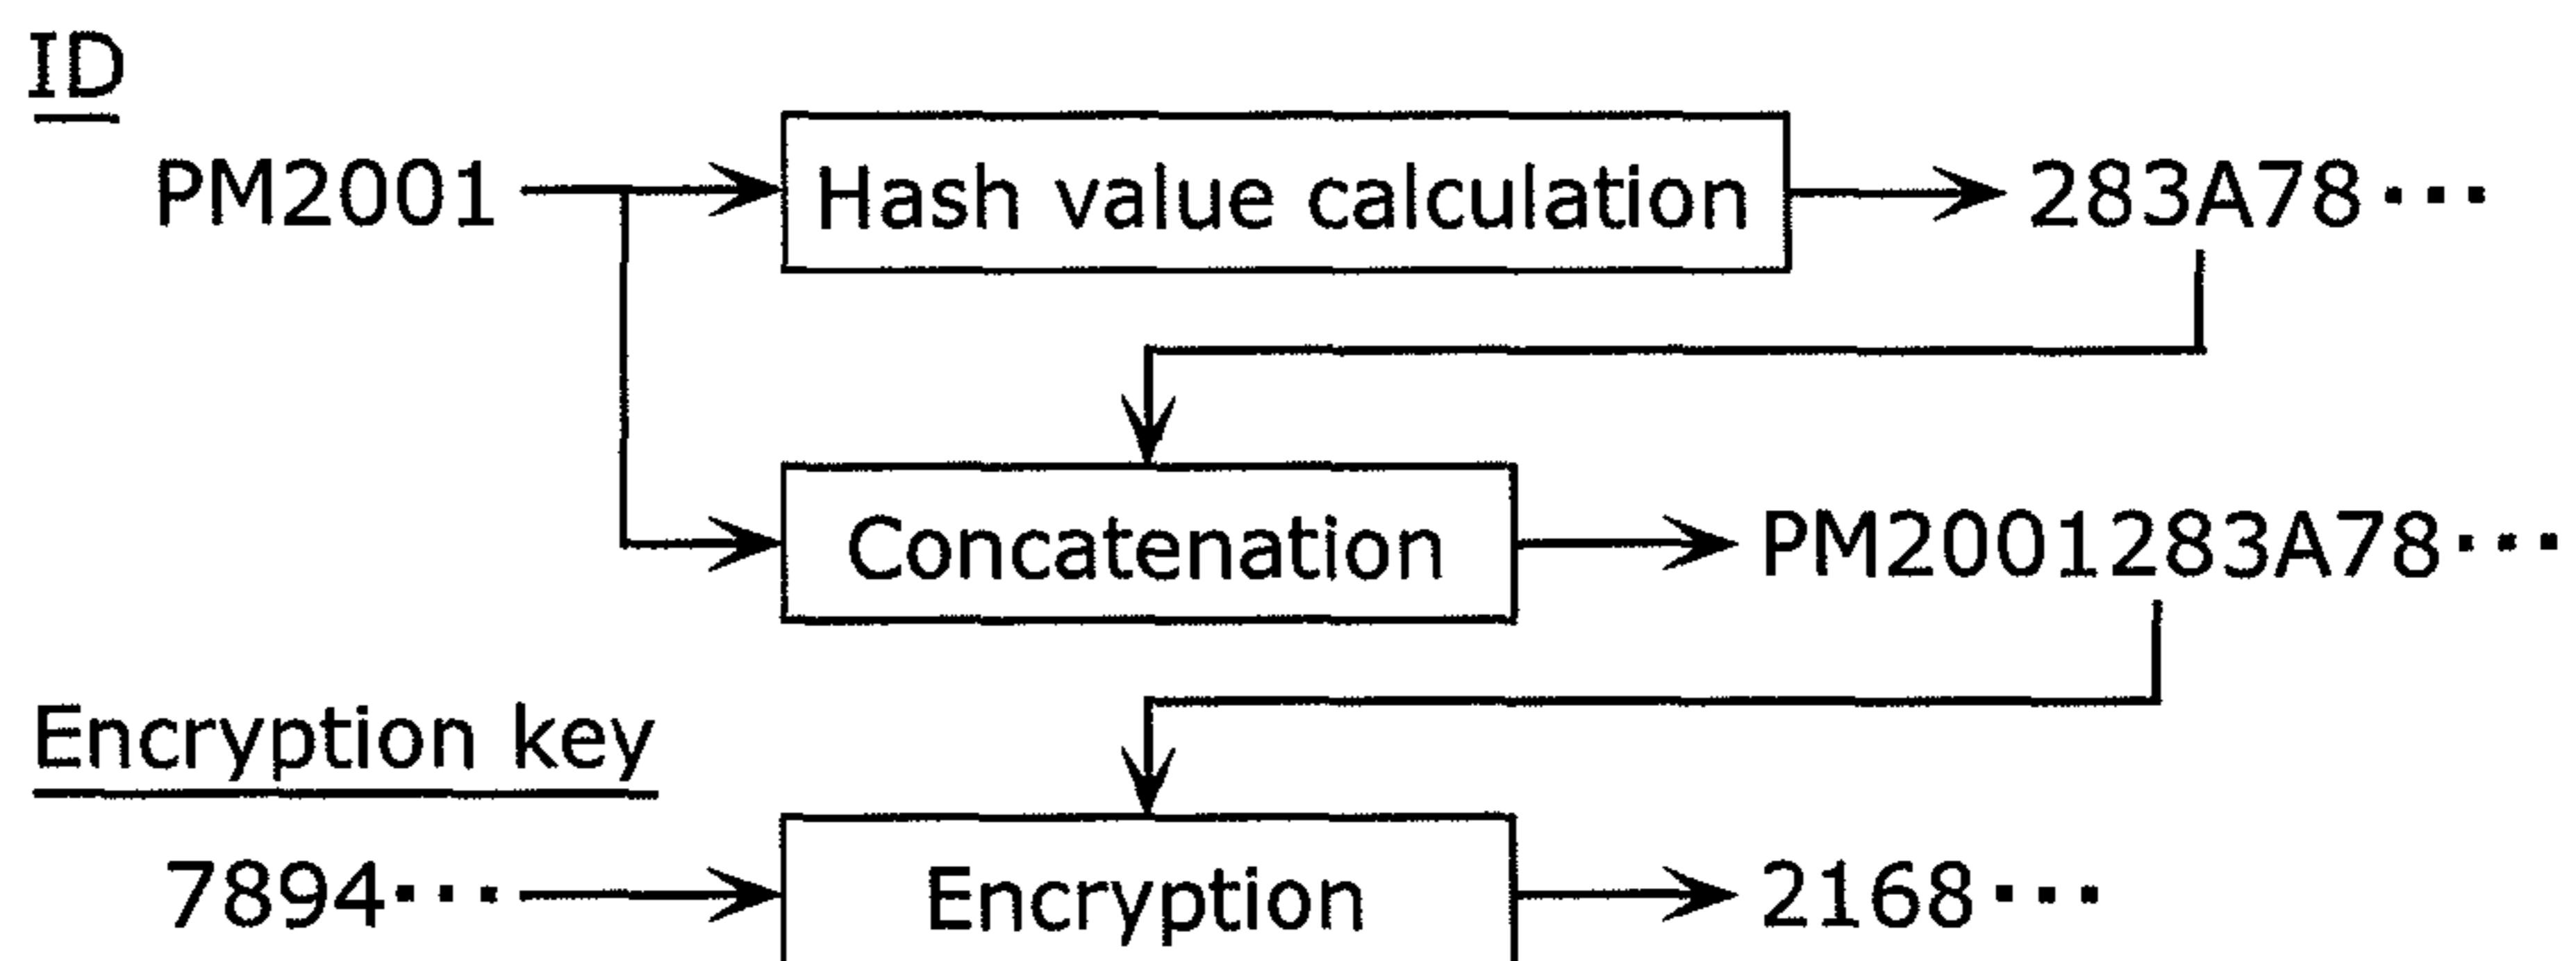 ID
PM2001 Hash value calculation 283A78···
Concatenation PM2001283A78···
Encryption key
7894··· Encryption 2168···